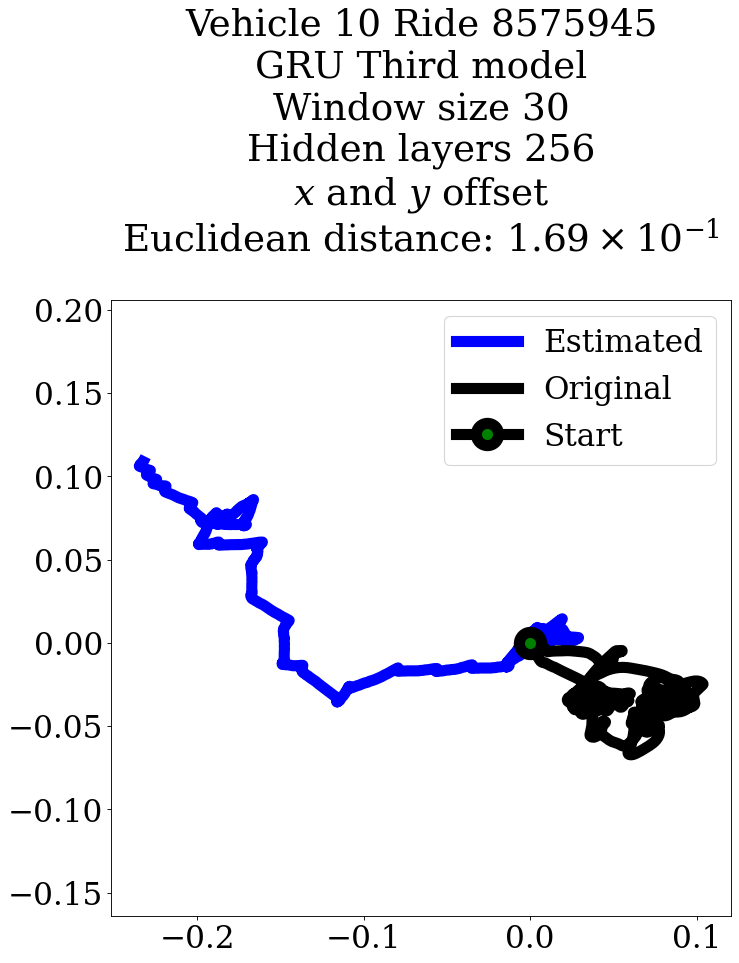 Vehicle 10 Ride 8575945
GRU Third model
Window size 30
Hidden layers 256
x and y offset
Euclidean distance: 1.69 × 10⁻¹
Estimated
Original
Start
0.20
0.15
0.10
0.05
0.00
−0.05
−0.10
−0.15
−0.2 −0.1 0.0 0.1